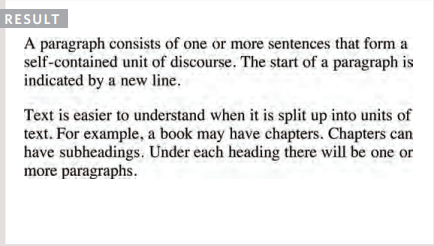 RESULT
A paragraph consists of one or more sentences that form a
self-contained unit of discourse. The start of a paragraph is
indicated by a new line.
Text is easier to understand when it is split up into units of
text. For example, a book may have chapters. Chapters can
have subheadings. Under each heading there will be one or
more paragraphs.